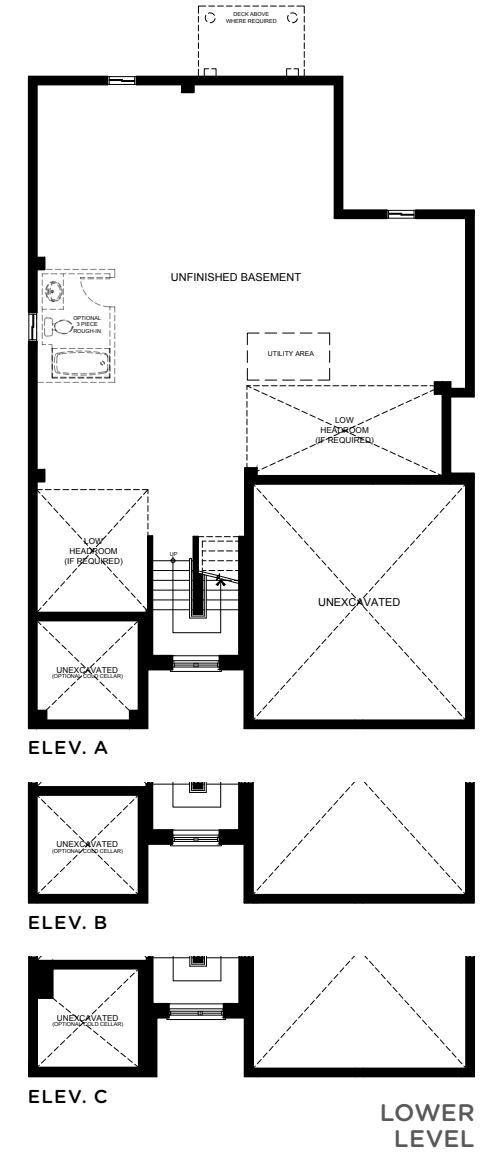 DECK ABOVE
WHERE REQUIRED
UNFINISHED BASEMENT
OPTIONAL
3 PIECE
ROUGH-IN
UTILITY AREA
LOW
HEADROOM
(IF REQUIRED)
LOW
HEADROOM
(IF REQUIRED)
UP
UNEXCAVATED
UNEXCAVATED
(OPTIONAL COLD CELLAR)
ELEV. A
UNEXCAVATED
(OPTIONAL COLD CELLAR)
ELEV. B
UNEXCAVATED
(OPTIONAL COLD CELLAR)
ELEV. C
LOWER
LEVEL